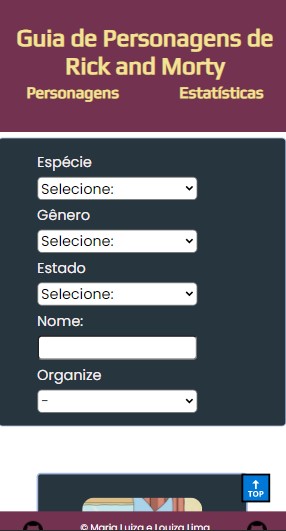 Guia de Personagens de
Rick and Morty
Personagens Estatísticas
Espécie
Selecione:
Gênero
Selecione:
Estado
Selecione:
Nome:
Organize
-
TOP
© Maria Luiza e Louiza Lima